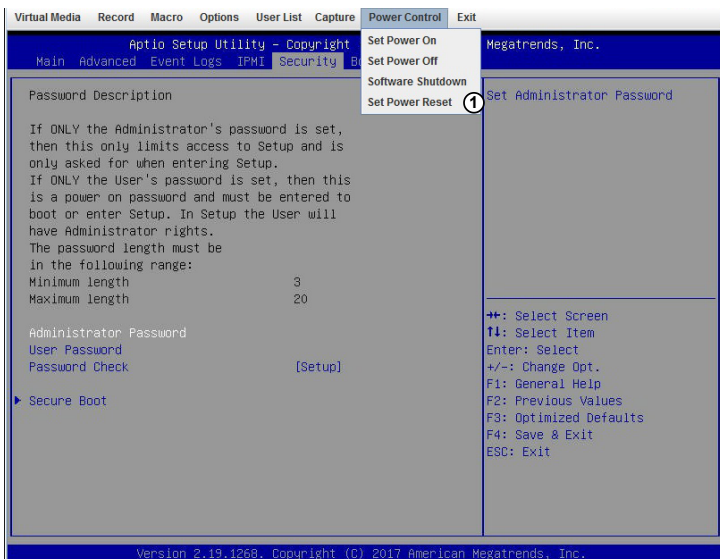 Virtual Media Record Macro Options User List Capture Power Control Exit
Set Power On
Set Power Off
Software Shutdown
Set Power Reset 1
Aptio Setup Utility – Copyright Megatrends, Inc.
Main Advanced Event Logs IPMI Security
Password Description
If ONLY the Administrator's password is set,
then this only limits access to Setup and is
only asked for when entering Setup.
If ONLY the User's password is set, then this
is a power on password and must be entered to
boot or enter Setup. In Setup the User will
have Administrator rights.
The password length must be
in the following range:
Minimum length 3
Maximum length 20
Administrator Password
User Password
Password Check [Setup]
Secure Boot
Set Administrator Password
→←: Select Screen
↑↓: Select Item
Enter: Select
+/-: Change Opt.
F1: General Help
F2: Previous Values
F3: Optimized Defaults
F4: Save & Exit
ESC: Exit
Version 2.19.1268. Copyright (C) 2017 American Megatrends, Inc.